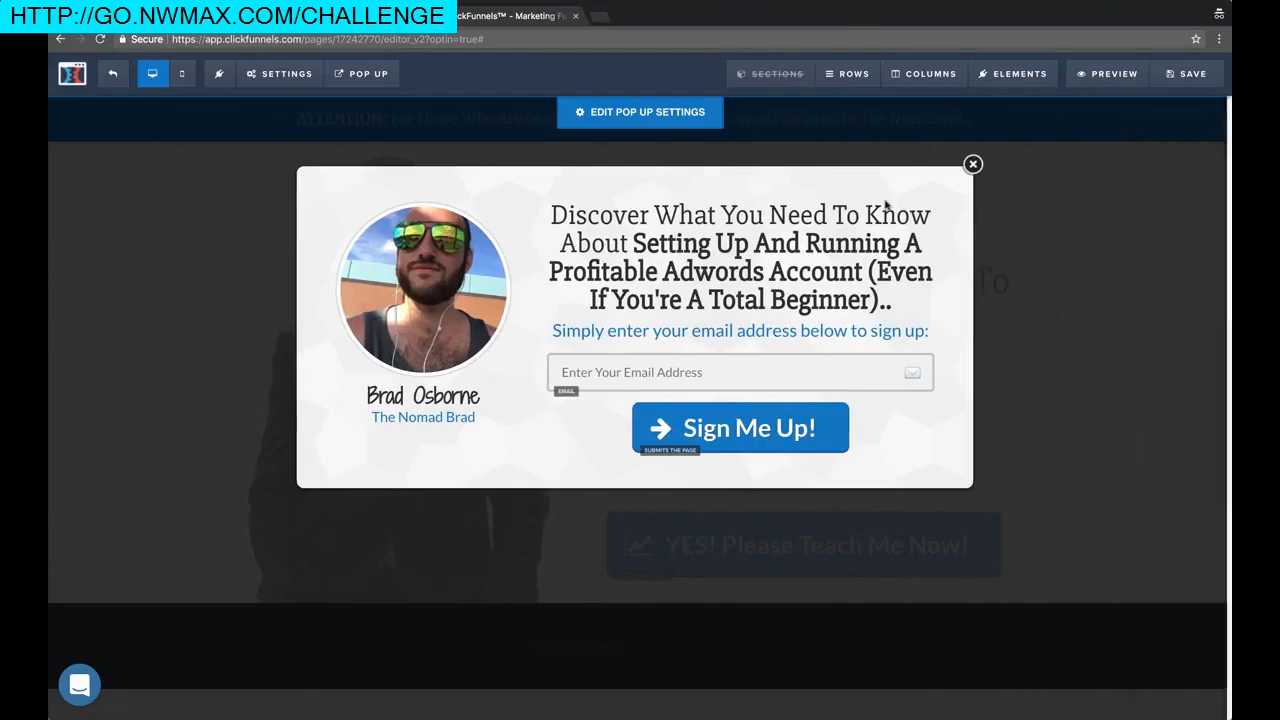 HTTP://GO.NWMAX.COM/CHALLENGE
ClickFunnels™ - Marketing Fu
Secure https://app.clickfunnels.com/pages/17242770/editor_v2?optin=true#
SETTINGS POP UP SECTIONS ROWS COLUMNS ELEMENTS PREVIEW SAVE
EDIT POP UP SETTINGS
ATTENTION:
Discover What You Need To Know
About Setting Up And Running A
Profitable Adwords Account (Even
If You're A Total Beginner)..
Simply enter your email address below to sign up:
Enter Your Email Address
EMAIL
Brad Osborne
The Nomad Brad
Sign Me Up!
SUBMITS THE PAGE
To
YES! Please Teach Me Now!